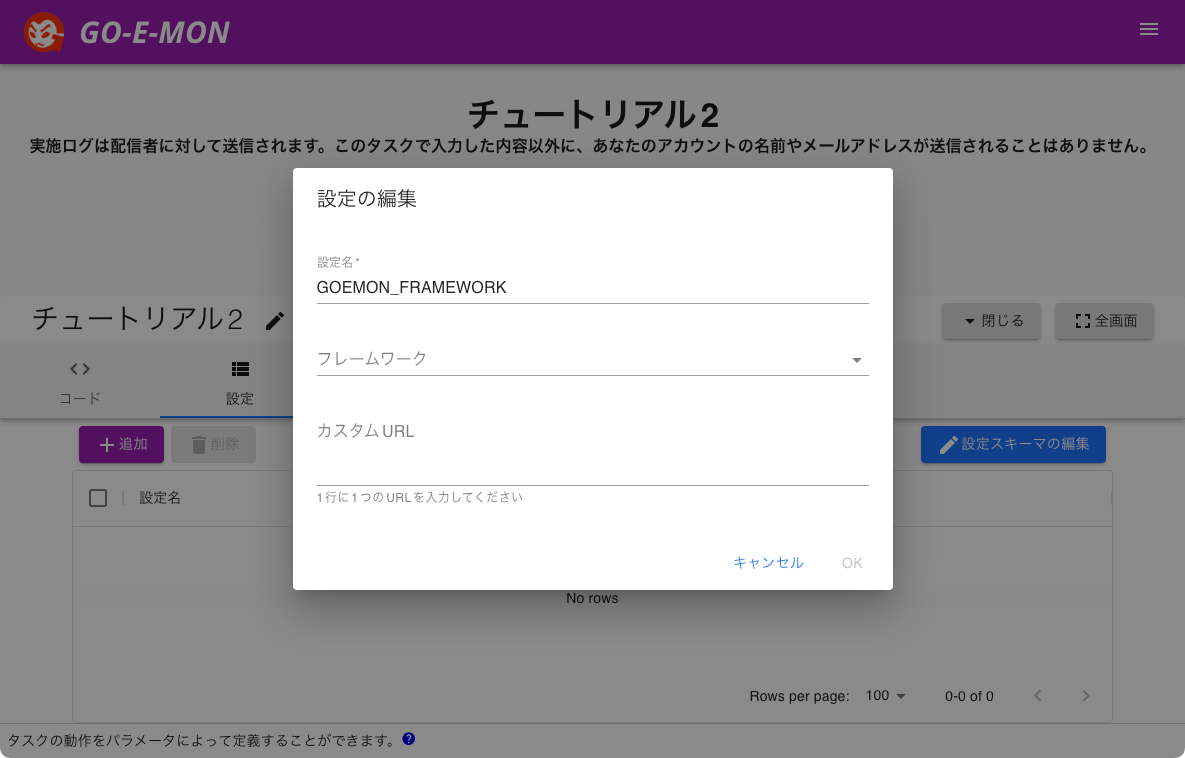 GO-E-MON
チュートリアル2
実施ログは配信者に対して送信されます。このタスクで入力した内容以外に、あなたのアカウントの名前やメールアドレスが送信されることはありません。
設定の編集
設定名*
GOEMON_FRAMEWORK
チュートリアル2
閉じる
全画面
フレームワーク
コード
設定
カスタムURL
追加
削除
設定スキーマの編集
設定名
1行に1つのURLを入力してください
キャンセル
OK
No rows
Rows per page: 100 0-0 of 0
タスクの動作をパラメータによって定義することができます。